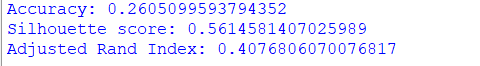 Accuracy: 0.2605099593794352
Silhouette score: 0.5614581407025989
Adjusted Rand Index: 0.4076806070076817